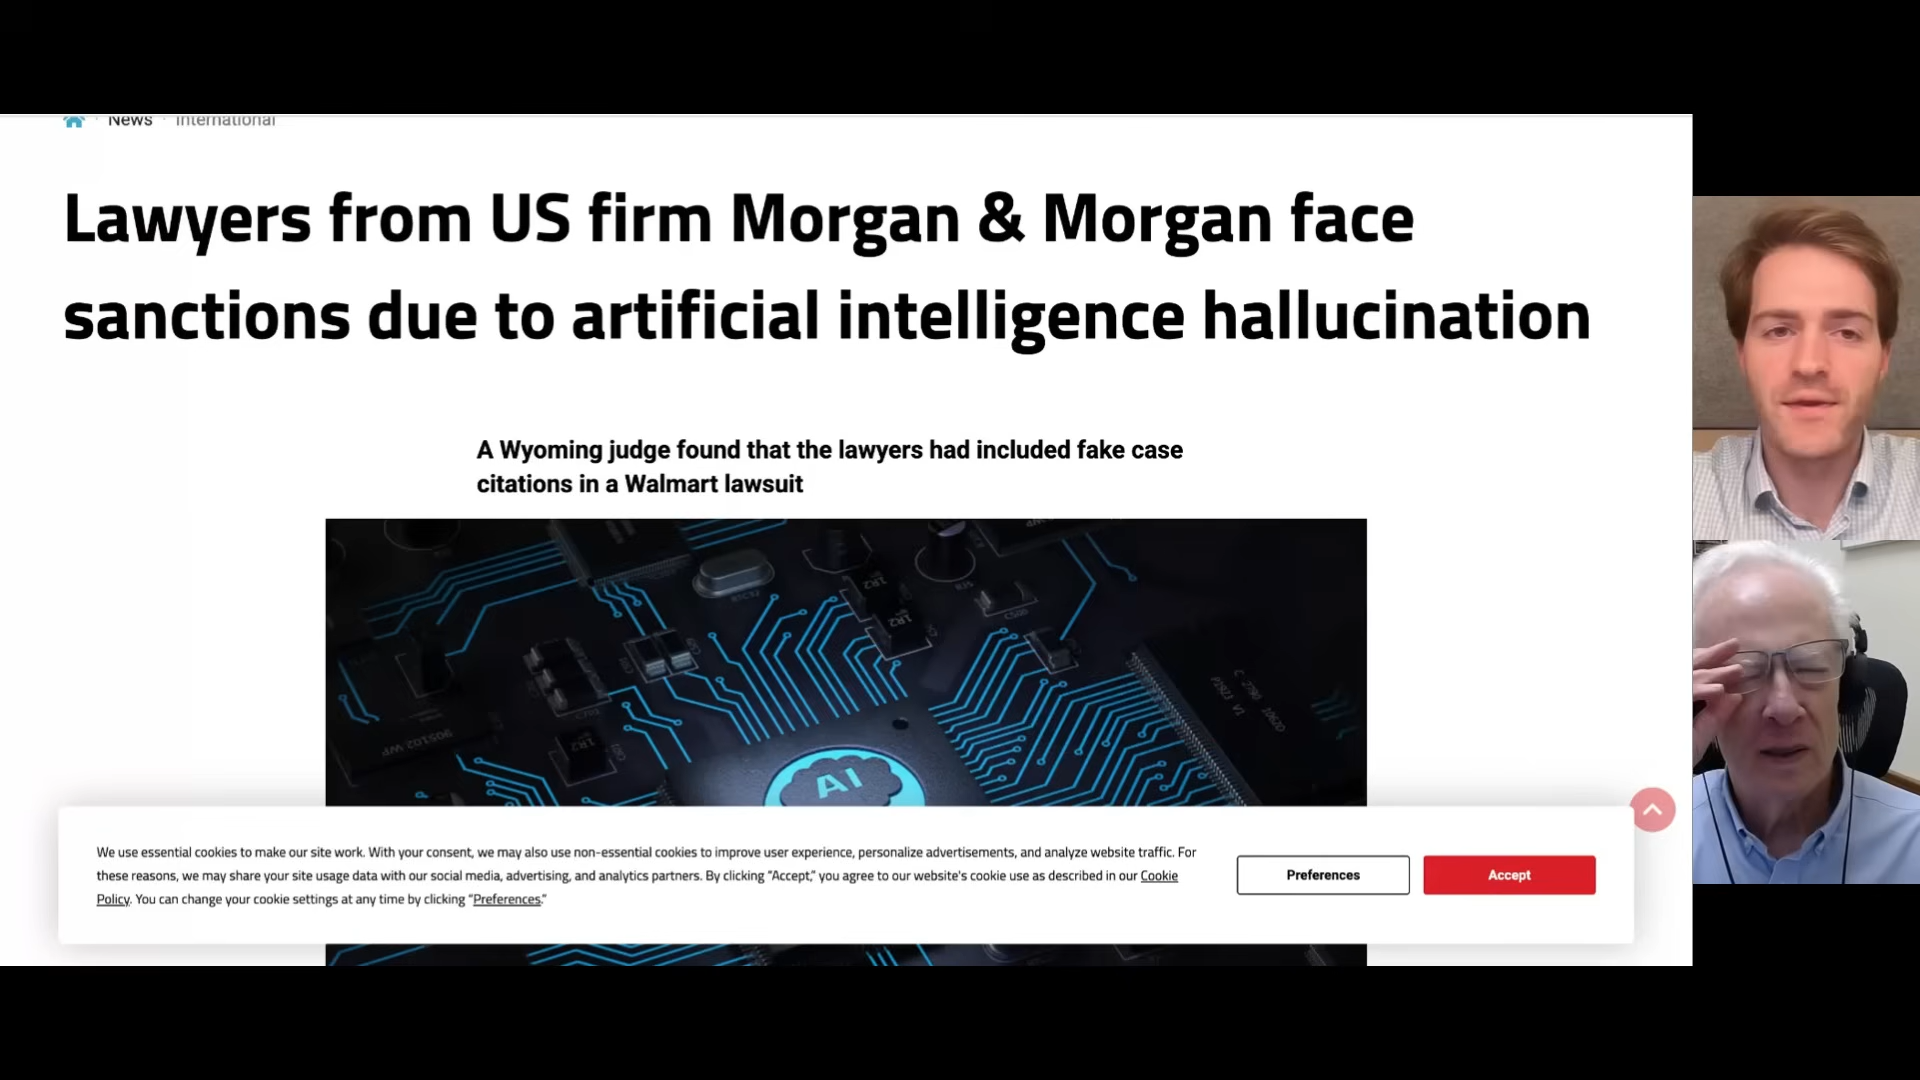 News · International
Lawyers from US firm Morgan & Morgan face
sanctions due to artificial intelligence hallucination
A Wyoming judge found that the lawyers had included fake case
citations in a Walmart lawsuit
1R2
1R2
1R2
AI
We use essential cookies to make our site work. With your consent, we may also use non-essential cookies to improve user experience, personalize advertisements, and analyze website traffic. For
these reasons, we may share your site usage data with our social media, advertising, and analytics partners. By clicking “Accept,” you agree to our website's cookie use as described in our Cookie
Policy. You can change your cookie settings at any time by clicking “Preferences.”
Preferences
Accept